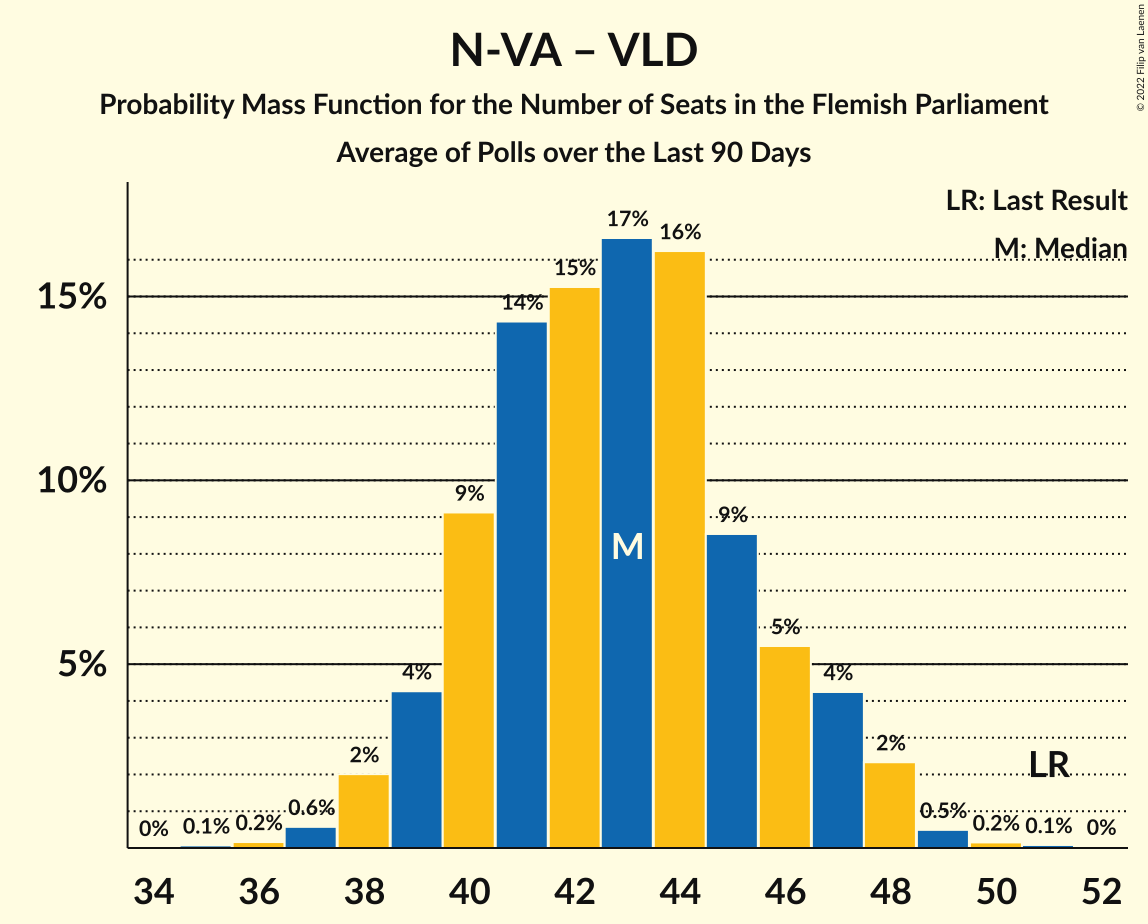 N-VA – VLD
Probability Mass Function for the Number of Seats in the Flemish Parliament
Average of Polls over the Last 90 Days
© 2022 Filip van Laenen
LR: Last Result
M: Median
15%
10%
5%
0%
0.1%
0.2%
0.6%
2%
4%
9%
14%
15%
17%
16%
9%
5%
4%
2%
0.5%
0.2%
0.1%
0%
M
LR
34 36 38 40 42 44 46 48 50 52